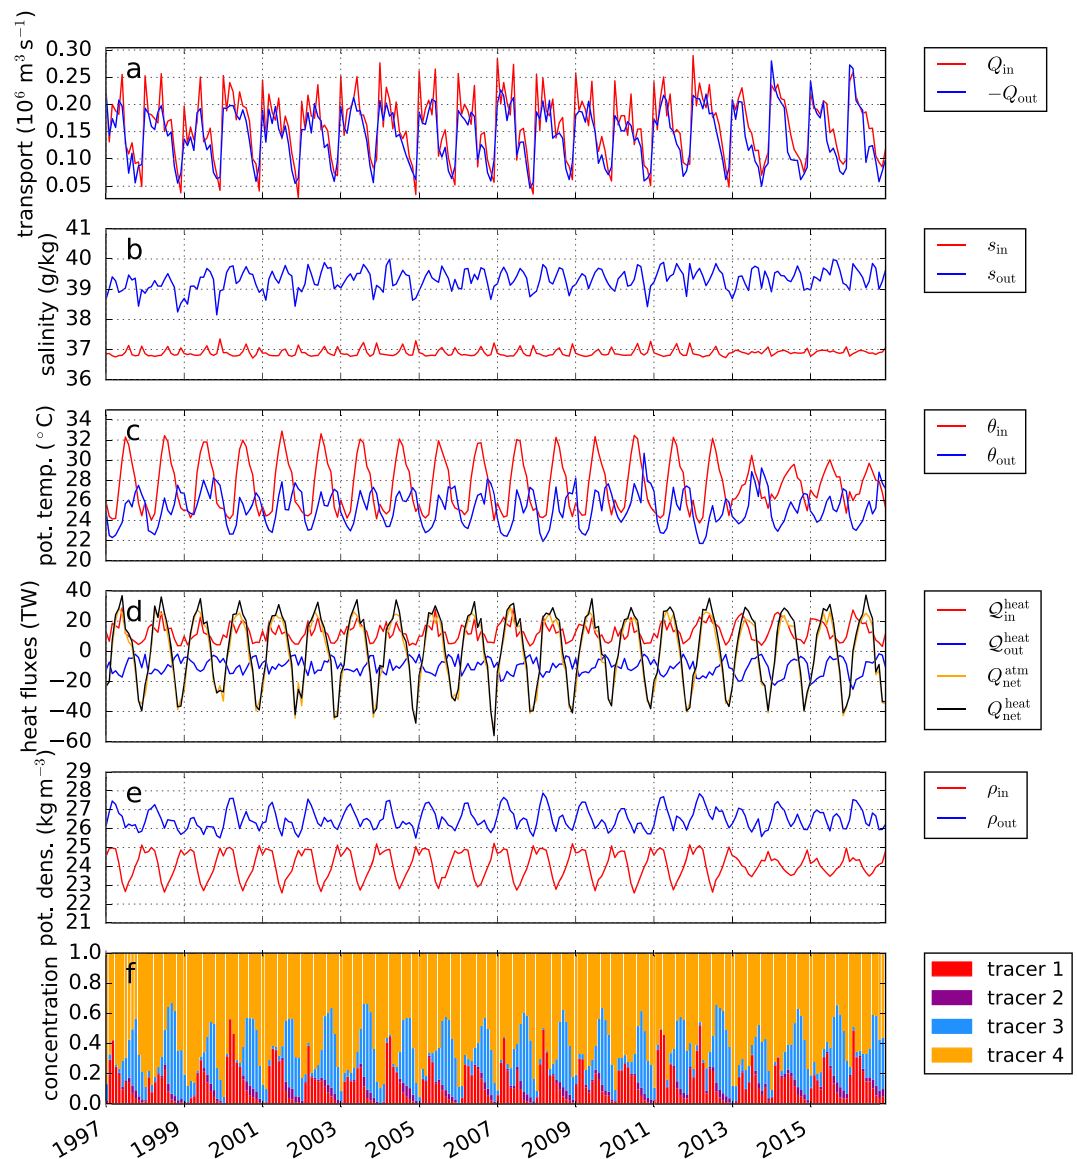 transport (10⁶ m³ s⁻¹)
0.30
0.25
0.20
0.15
0.10
0.05
a
Q_in
−Q_out
salinity (g/kg)
41
40
39
38
37
36
b
s_in
s_out
pot. temp. (°C)
34
32
30
28
26
24
22
20
c
θ_in
θ_out
heat fluxes (TW)
40
20
0
−20
−40
−60
d
𝒬_in^heat
𝒬_out^heat
Q_net^atm
Q_net^heat
pot. dens. (kg m⁻³)
29
28
27
26
25
24
23
22
21
e
ρ_in
ρ_out
concentration
1.0
0.8
0.6
0.4
0.2
0.0
f
tracer 1
tracer 2
tracer 3
tracer 4
1997
1999
2001
2003
2005
2007
2009
2011
2013
2015